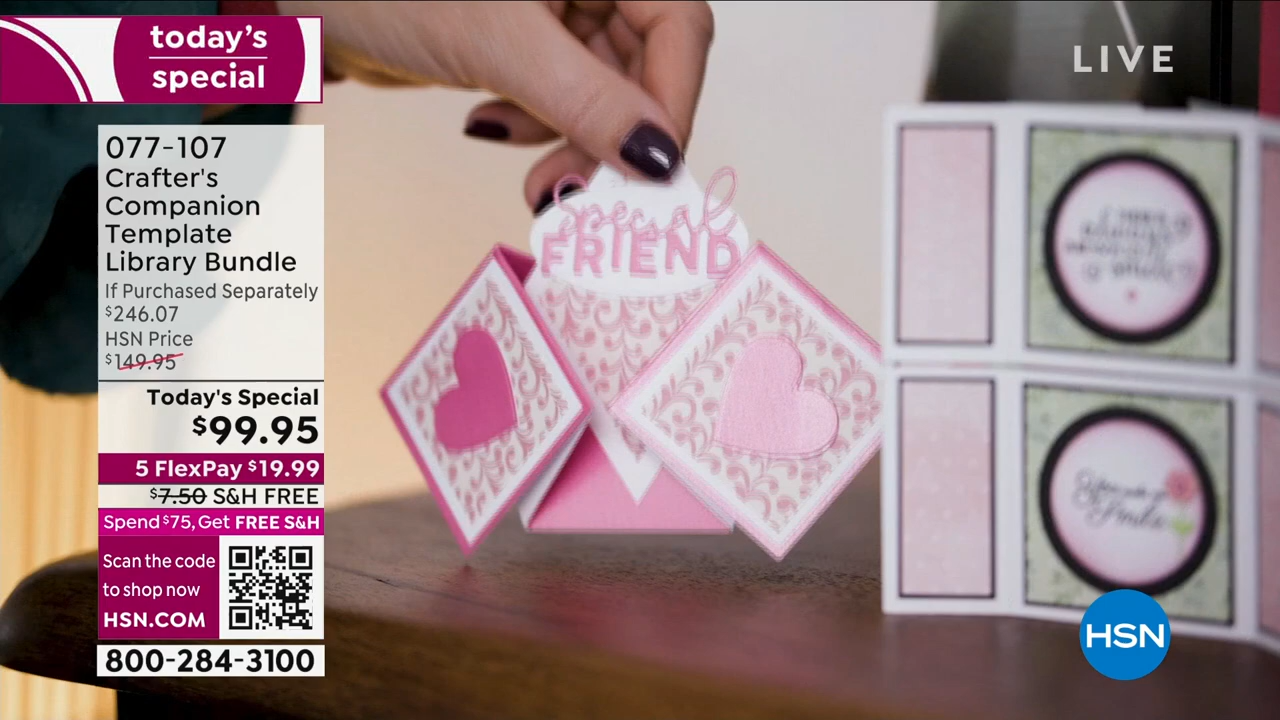 today's
special
LIVE
077-107
Crafter's
Companion
Template
Library Bundle
If Purchased Separately
$246.07
HSN Price
$149.95
Today's Special
$99.95
5 FlexPay $19.99
$7.50 S&H FREE
Spend $75, Get FREE S&H
Scan the code
to shop now
HSN.COM
800-284-3100
Special
FRIEND
HSN